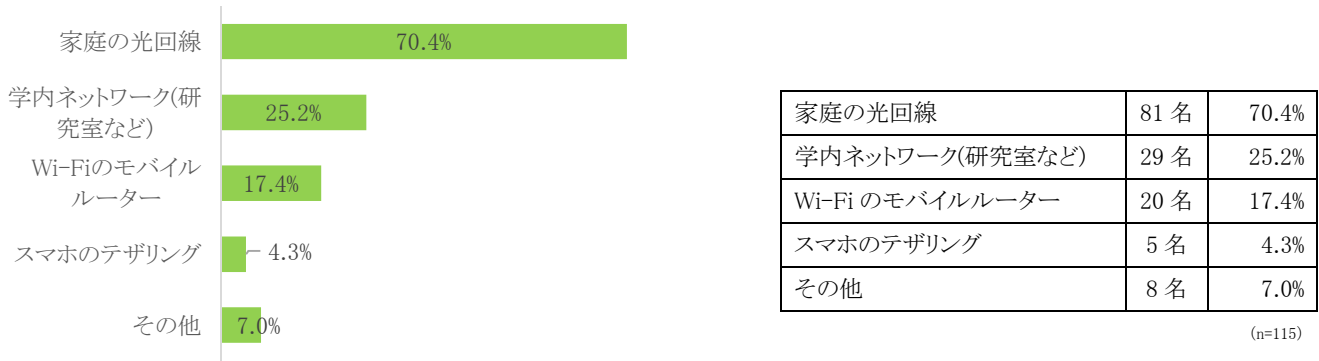 家庭の光回線
70.4%
学内ネットワーク(研
究室など)
25.2%
Wi-Fiのモバイル
ルーター
17.4%
スマホのテザリング
4.3%
その他
7.0%
家庭の光回線 81 名 70.4%
学内ネットワーク(研究室など) 29 名 25.2%
Wi-Fi のモバイルルーター 20 名 17.4%
スマホのテザリング 5 名 4.3%
その他 8 名 7.0%
(n=115)